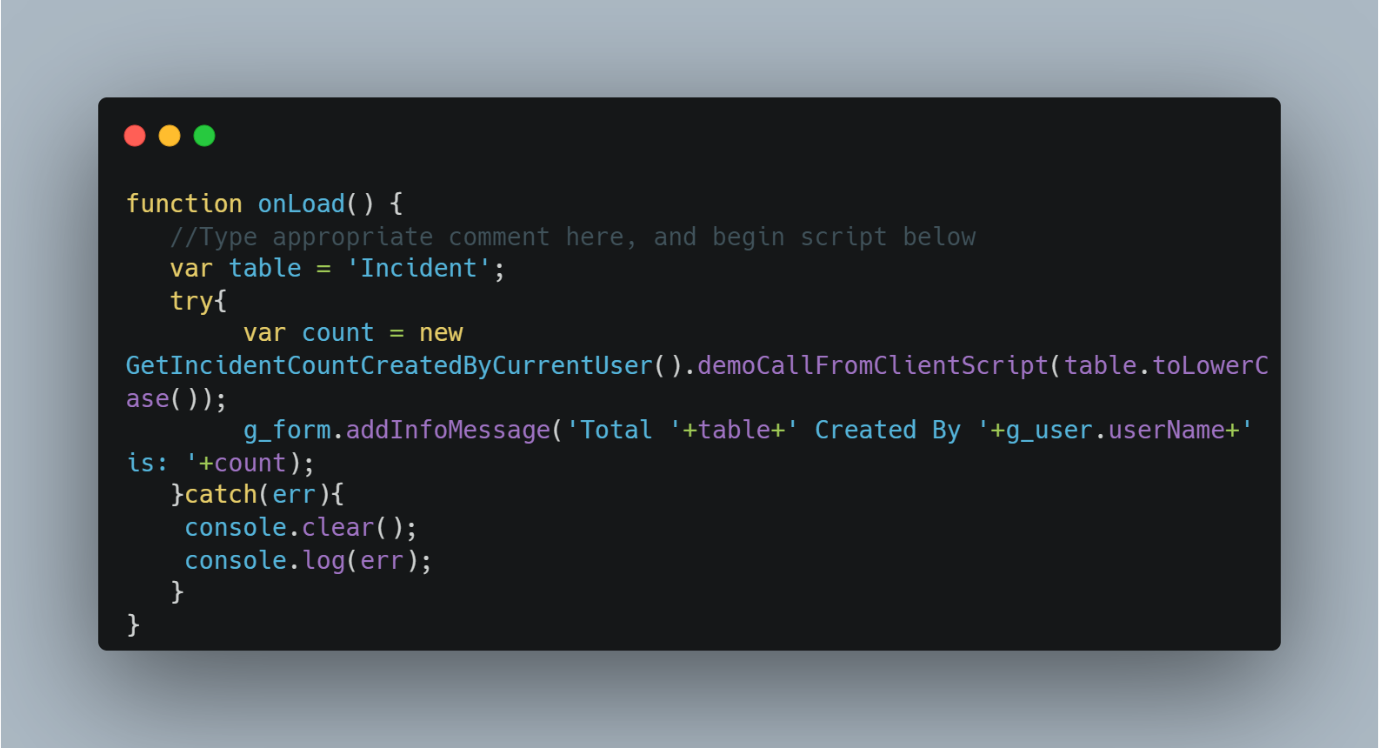 function onLoad() {
   //Type appropriate comment here, and begin script below
   var table = 'Incident';
   try{
        var count = new
GetIncidentCountCreatedByCurrentUser().demoCallFromClientScript(table.toLowerC
ase());
        g_form.addInfoMessage('Total '+table+' Created By '+g_user.userName+'
is: '+count);
   }catch(err){
    console.clear();
    console.log(err);
   }
}